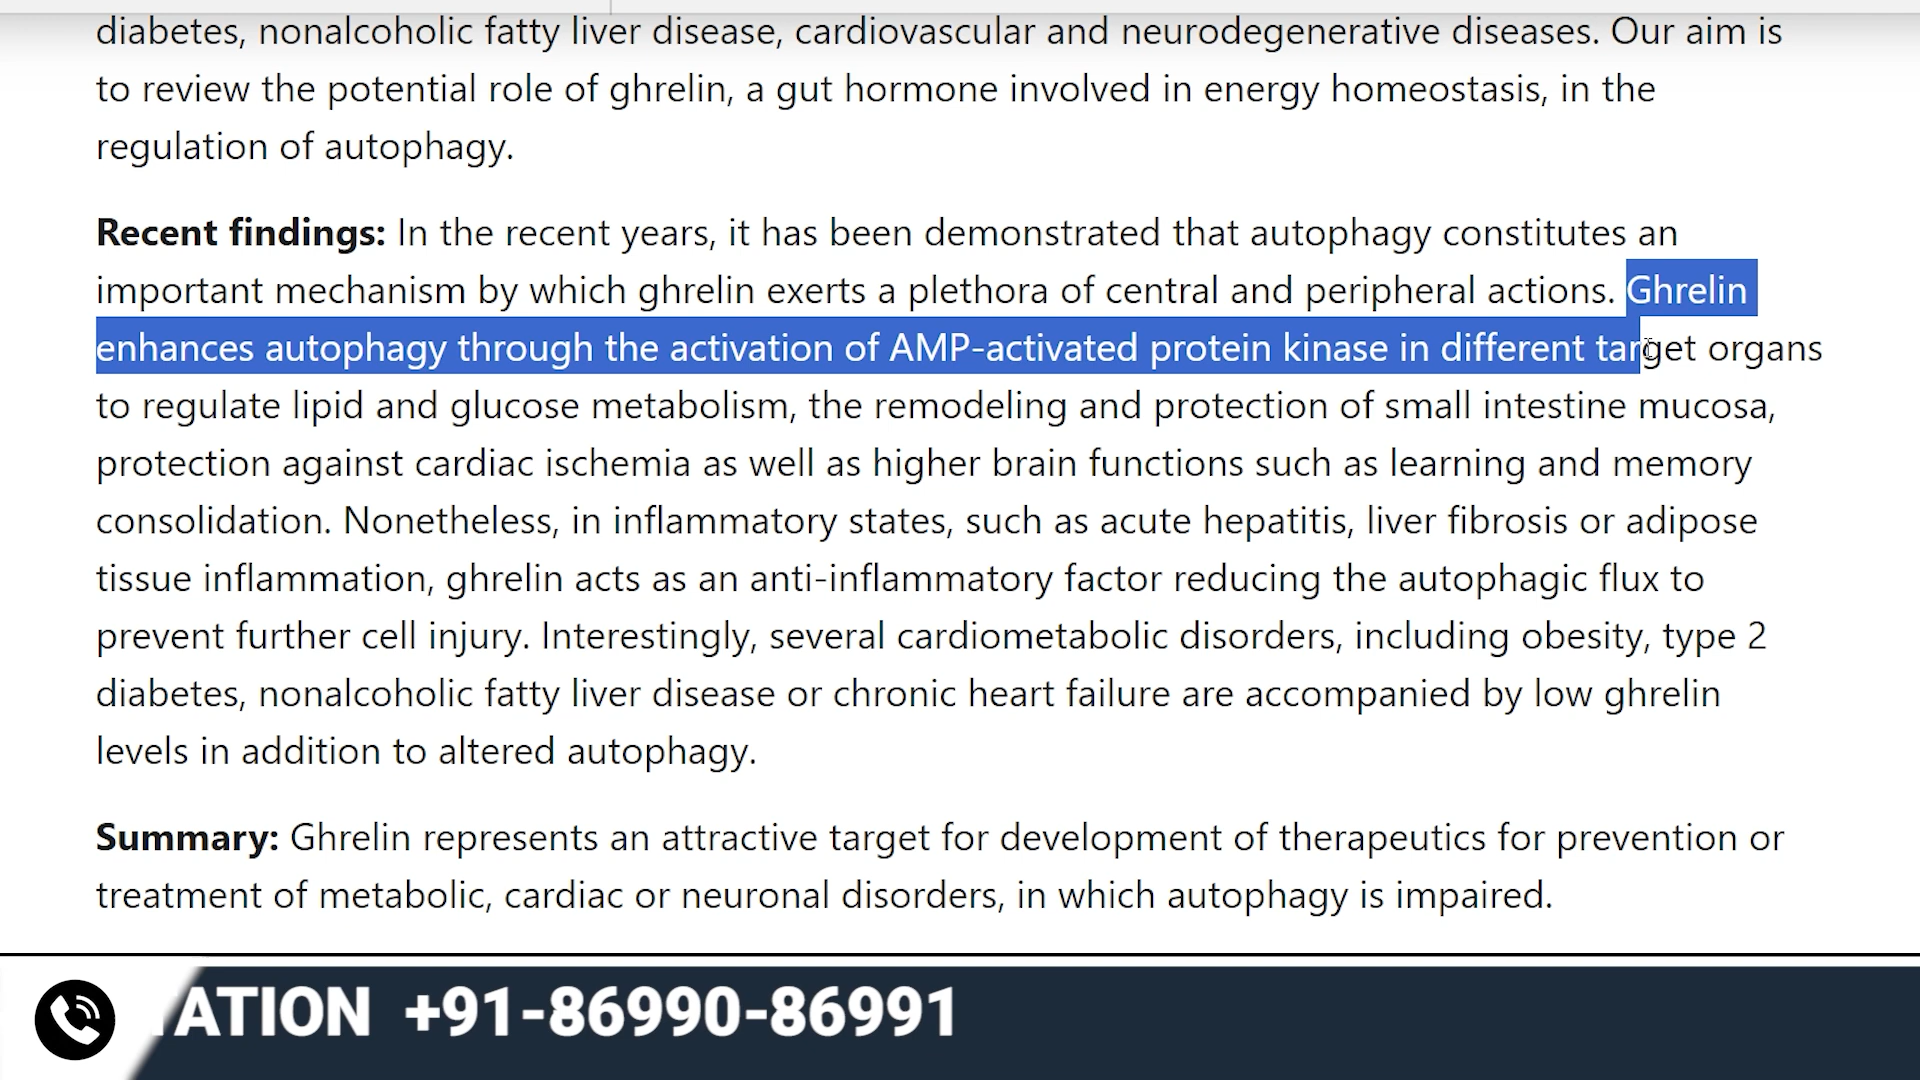 diabetes, nonalcoholic fatty liver disease, cardiovascular and neurodegenerative diseases. Our aim is
to review the potential role of ghrelin, a gut hormone involved in energy homeostasis, in the
regulation of autophagy.
Recent findings: In the recent years, it has been demonstrated that autophagy constitutes an
important mechanism by which ghrelin exerts a plethora of central and peripheral actions. Ghrelin
enhances autophagy through the activation of AMP-activated protein kinase in different target organs
to regulate lipid and glucose metabolism, the remodeling and protection of small intestine mucosa,
protection against cardiac ischemia as well as higher brain functions such as learning and memory
consolidation. Nonetheless, in inflammatory states, such as acute hepatitis, liver fibrosis or adipose
tissue inflammation, ghrelin acts as an anti-inflammatory factor reducing the autophagic flux to
prevent further cell injury. Interestingly, several cardiometabolic disorders, including obesity, type 2
diabetes, nonalcoholic fatty liver disease or chronic heart failure are accompanied by low ghrelin
levels in addition to altered autophagy.
Summary: Ghrelin represents an attractive target for development of therapeutics for prevention or
treatment of metabolic, cardiac or neuronal disorders, in which autophagy is impaired.
TATION +91-86990-86991